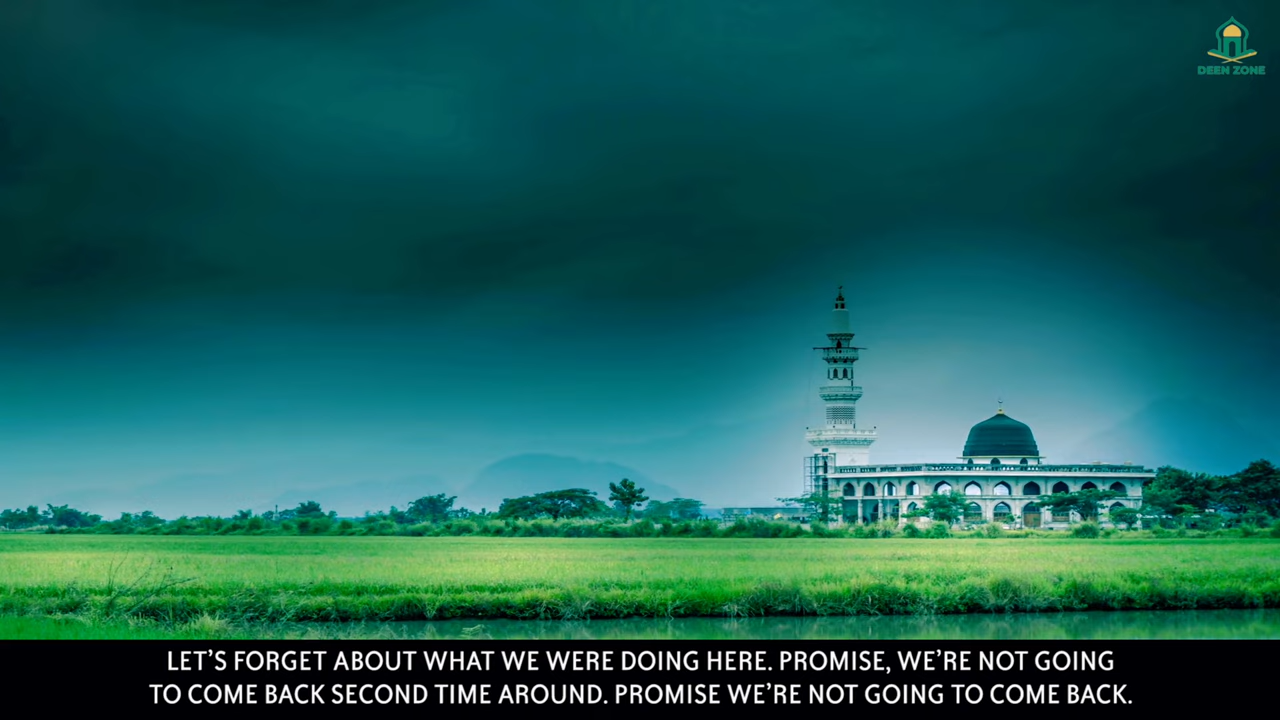 DEEN ZONE
LET'S FORGET ABOUT WHAT WE WERE DOING HERE. PROMISE, WE'RE NOT GOING
TO COME BACK SECOND TIME AROUND. PROMISE WE'RE NOT GOING TO COME BACK.